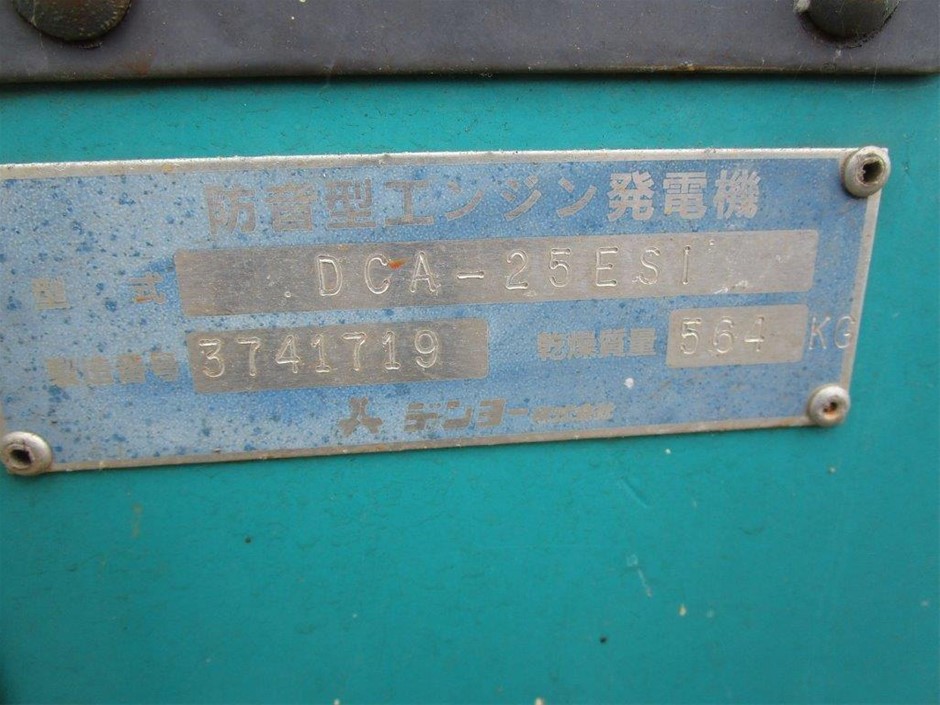 防音型エンジン発電機
型式 DCA-25ESI
製造番号 3741719 乾燥質量 564 KG
デンヨー株式会社